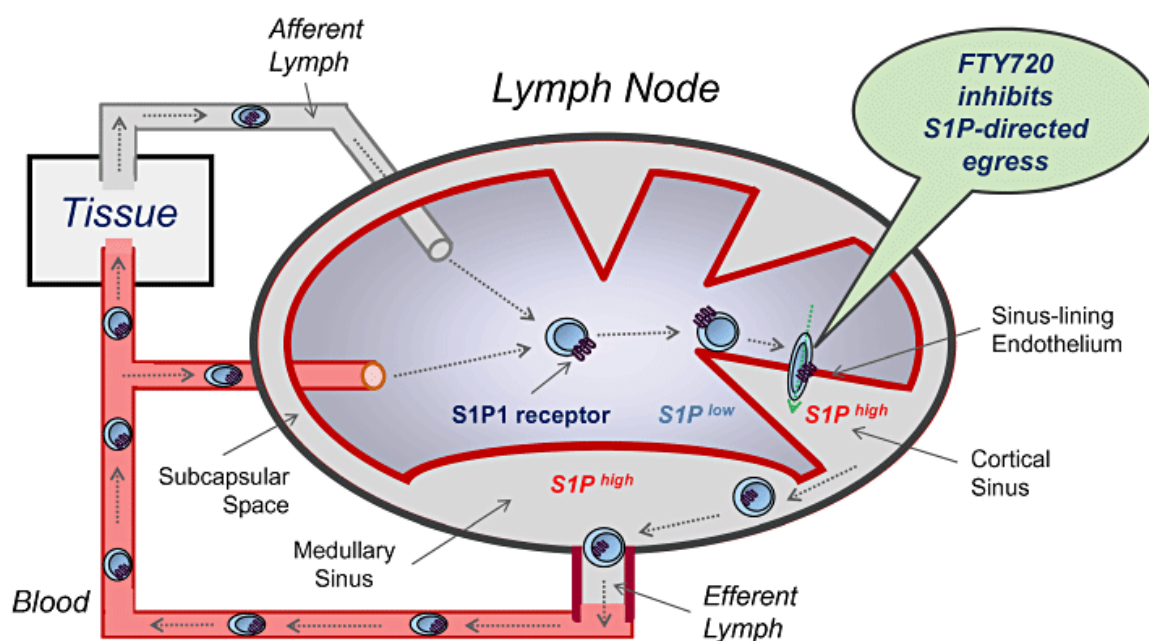 Afferent
Lymph
Lymph Node
FTY720
inhibits
S1P-directed
egress
Tissue
Sinus-lining
Endothelium
S1P1 receptor
S1P low
S1P high
Subcapsular
Space
S1P high
Cortical
Sinus
Medullary
Sinus
Blood
Efferent
Lymph